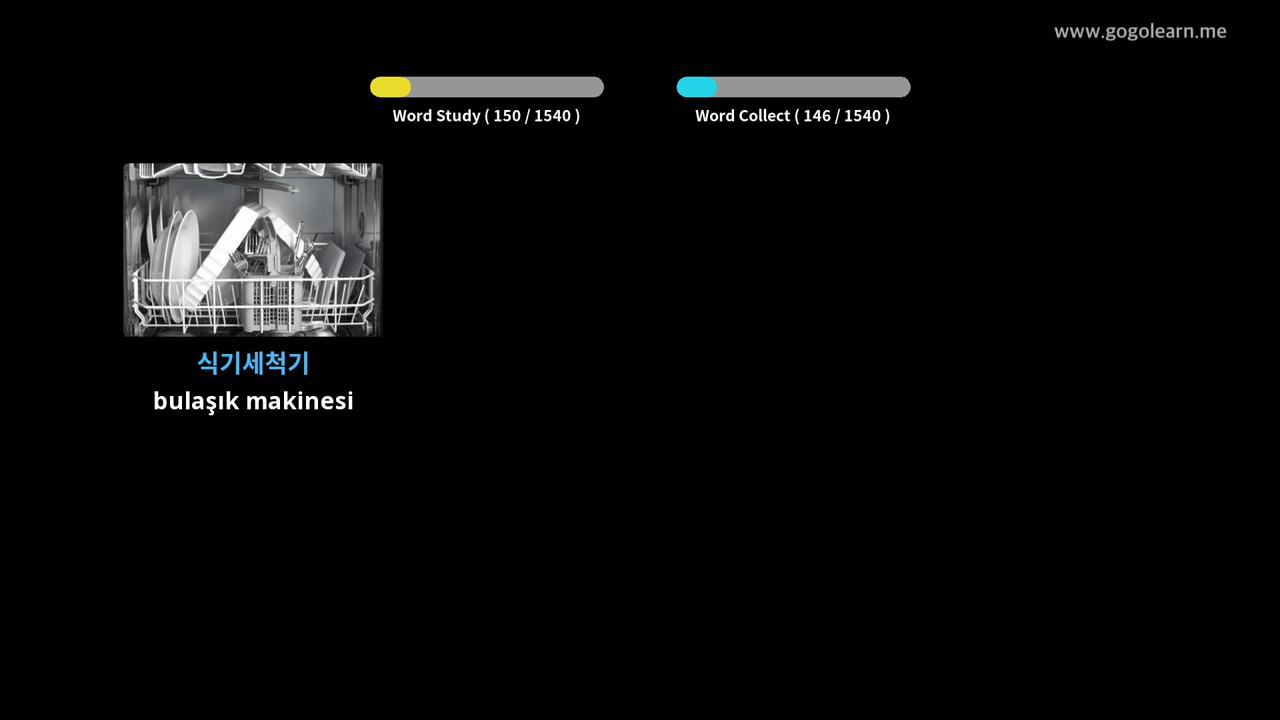 www.gogolearn.me
Word Study ( 150 / 1540 )
Word Collect ( 146 / 1540 )
식기세척기
bulaşık makinesi